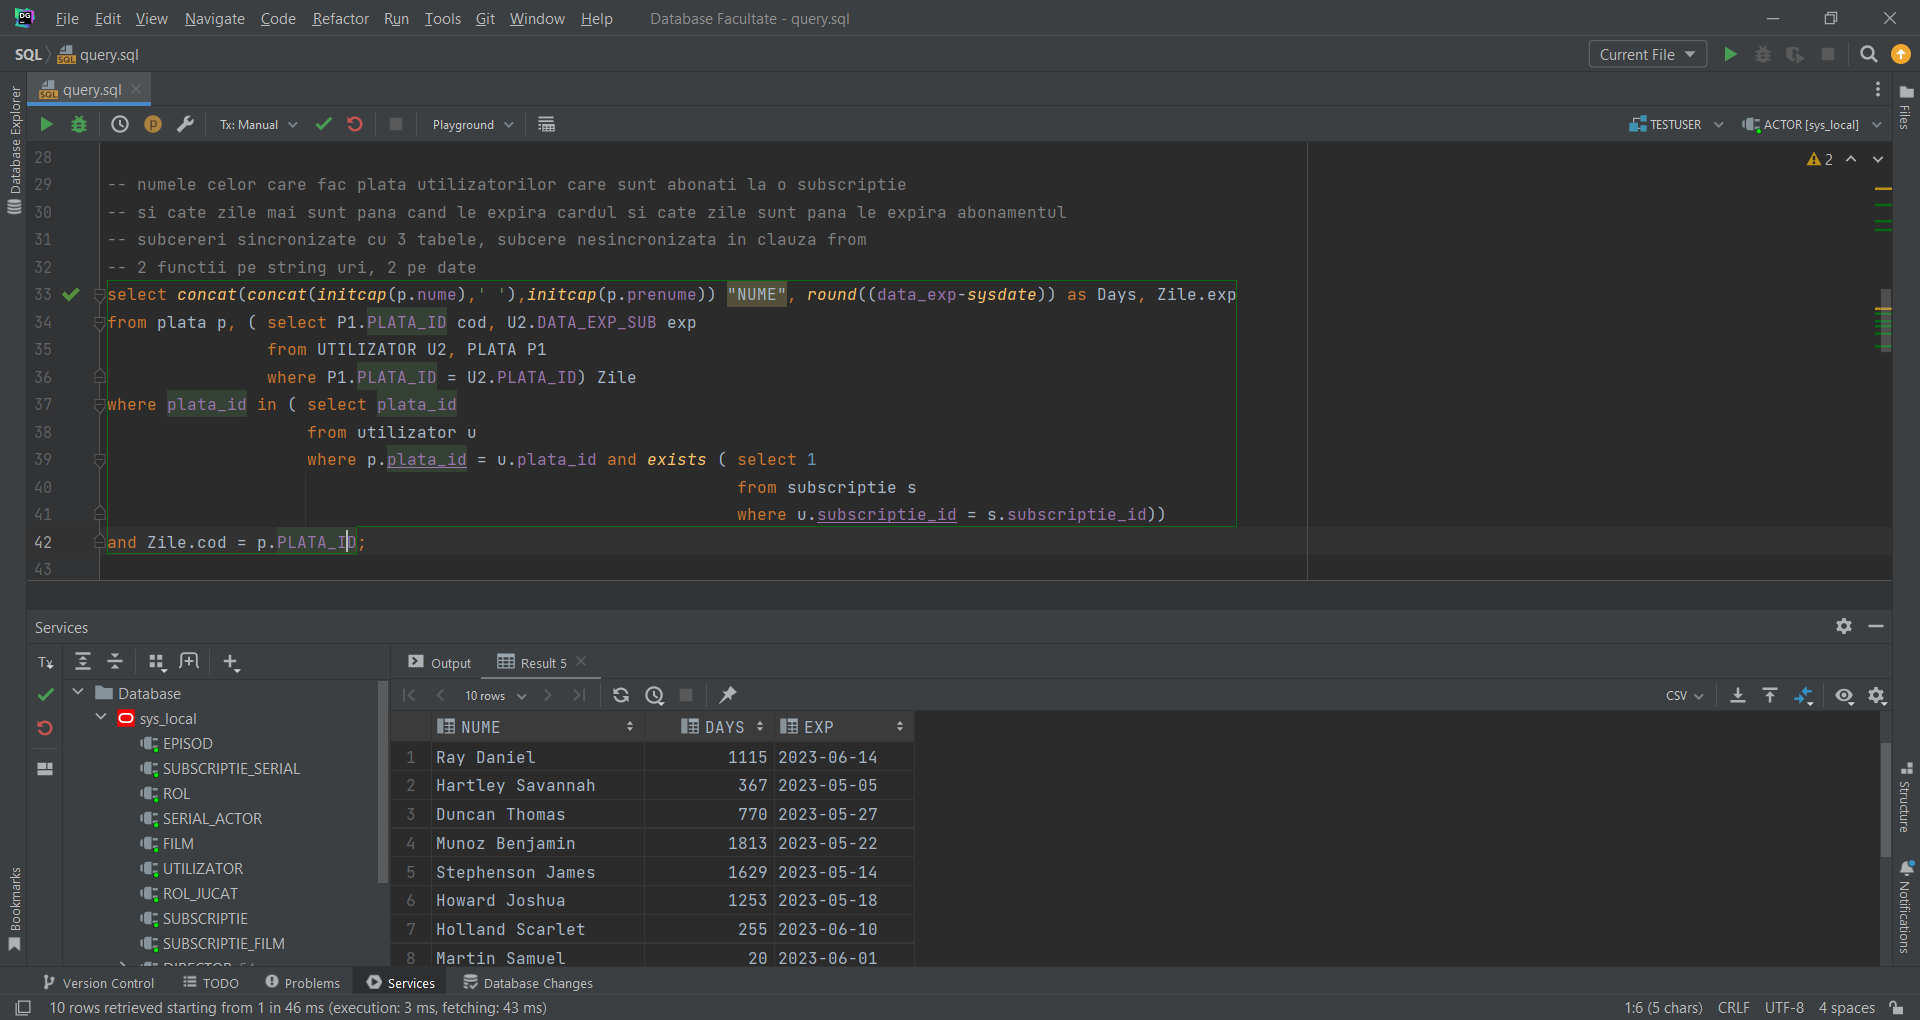 DG
File Edit View Navigate Code Refactor Run Tools Git Window Help Database Facultate - query.sql
SQL query.sql Current File
query.sql
Tx: Manual Playground TESTUSER ACTOR [sys_local]
Database Explorer
Files
2
28
29 -- numele celor care fac plata utilizatorilor care sunt abonati la o subscriptie
30 -- si cate zile mai sunt pana cand le expira cardul si cate zile sunt pana le expira abonamentul
31 -- subcereri sincronizate cu 3 tabele, subcere nesincronizata in clauza from
32 -- 2 functii pe string uri, 2 pe date
33 select concat(concat(initcap(p.nume),' '),initcap(p.prenume)) "NUME", round((data_exp-sysdate)) as Days, Zile.exp
34 from plata p, ( select P1.PLATA_ID cod, U2.DATA_EXP_SUB exp
35 from UTILIZATOR U2, PLATA P1
36 where P1.PLATA_ID = U2.PLATA_ID) Zile
37 where plata_id in ( select plata_id
38 from utilizator u
39 where p.plata_id = u.plata_id and exists ( select 1
40 from subscriptie s
41 where u.subscriptie_id = s.subscriptie_id))
42 and Zile.cod = p.PLATA_ID;
43
Services
Tx
Output Result 5
10 rows CSV
Database
sys_local
EPISOD
SUBSCRIPTIE_SERIAL
ROL
SERIAL_ACTOR
FILM
UTILIZATOR
ROL_JUCAT
SUBSCRIPTIE
SUBSCRIPTIE_FILM
NUME DAYS EXP
1 Ray Daniel 1115 2023-06-14
2 Hartley Savannah 367 2023-05-05
3 Duncan Thomas 770 2023-05-27
4 Munoz Benjamin 1813 2023-05-22
5 Stephenson James 1629 2023-05-14
6 Howard Joshua 1253 2023-05-18
7 Holland Scarlet 255 2023-06-10
8 Martin Samuel 20 2023-06-01
Bookmarks
Structure
Notifications
Version Control TODO Problems Services Database Changes
10 rows retrieved starting from 1 in 46 ms (execution: 3 ms, fetching: 43 ms) 1:6 (5 chars) CRLF UTF-8 4 spaces